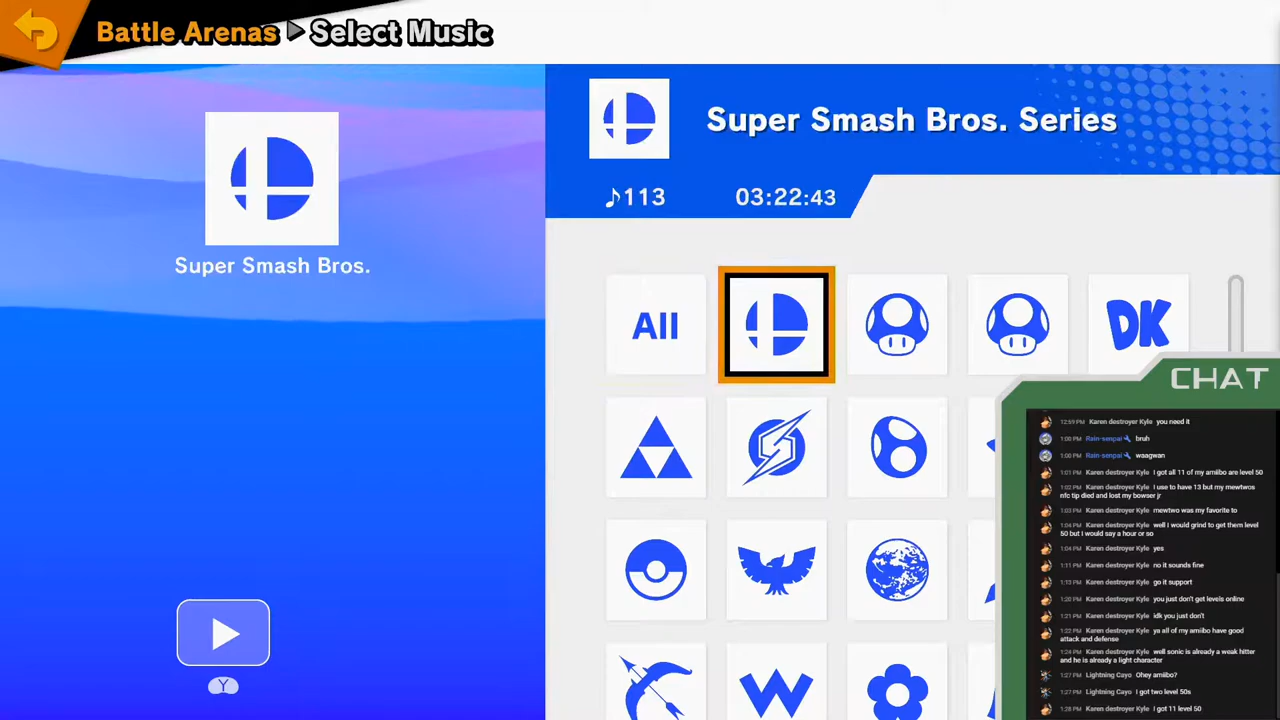 Battle Arenas ▶ Select Music
Super Smash Bros. Series
♪113 03:22:43
Super Smash Bros.
All
DK
Y
CHAT
12:59 PM Karen destroyer Kyle you need it
1:00 PM Rain-senpai bruh
1:00 PM Rain-senpai waagwan
1:01 PM Karen destroyer Kyle I got all 11 of my amiibo are level 50
1:02 PM Karen destroyer Kyle I use to have 13 but my mewtwos
nfc tip died and lost my bowser jr
1:03 PM Karen destroyer Kyle mewtwo was my favorite to
1:04 PM Karen destroyer Kyle well I would grind to get them level
50 but I would say a hour or so
1:04 PM Karen destroyer Kyle yes
1:11 PM Karen destroyer Kyle no it sounds fine
1:13 PM Karen destroyer Kyle go it support
1:20 PM Karen destroyer Kyle you just don't get levels online
1:21 PM Karen destroyer Kyle idk you just don't
1:22 PM Karen destroyer Kyle ya all of my amiibo have good
attack and defense
1:24 PM Karen destroyer Kyle well sonic is already a weak hitter
and he is already a light character
1:27 PM Lightning Cayo Ohey amiibo?
1:27 PM Lightning Cayo I got two level 50s
1:28 PM Karen destroyer Kyle I got 11 level 50